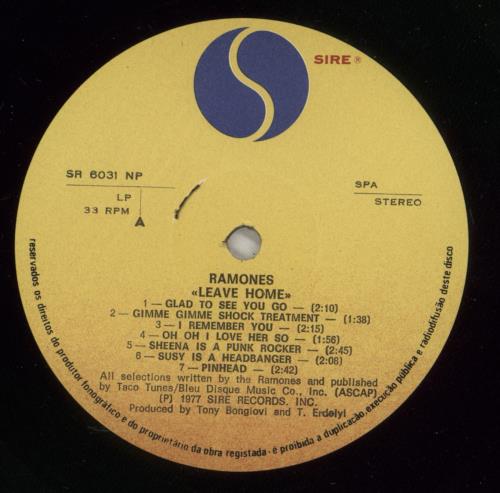 SIRE ®
SR 6031 NP
LP
33 RPM
A
SPA
STEREO
RAMONES
«LEAVE HOME»
1 — GLAD TO SEE YOU GO — (2:10)
2 — GIMME GIMME SHOCK TREATMENT — (1:38)
3 — I REMEMBER YOU — (2:15)
4 — OH OH I LOVE HER SO — (1:56)
5 — SHEENA IS A PUNK ROCKER — (2:45)
6 — SUSY IS A HEADBANGER — (2:08)
7 — PINHEAD — (2:42)
All selections written by the Ramones and published
by Taco Tunes/Bleu Disque Music Co., Inc. (ASCAP)
(P) 1977 SIRE RECORDS. INC.
Produced by Tony Bongiovi and T. Erdelyi
reservados os direitos do produtor fonográfico e do proprietário da obra registada - é proibida a duplicação, execução pública e radiodifusão deste disco